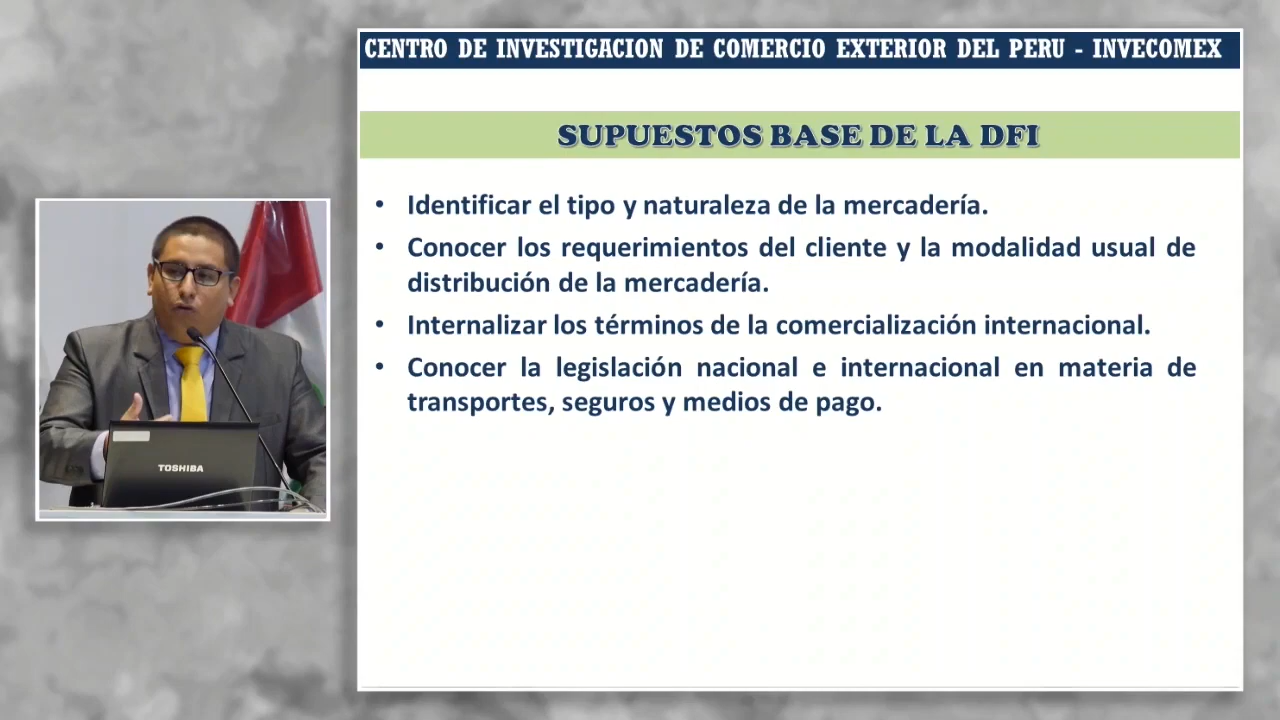 CENTRO DE INVESTIGACION DE COMERCIO EXTERIOR DEL PERU - INVECOMEX
SUPUESTOS BASE DE LA DFI
• Identificar el tipo y naturaleza de la mercadería.
• Conocer los requerimientos del cliente y la modalidad usual de
distribución de la mercadería.
• Internalizar los términos de la comercialización internacional.
• Conocer la legislación nacional e internacional en materia de
transportes, seguros y medios de pago.
TOSHIBA